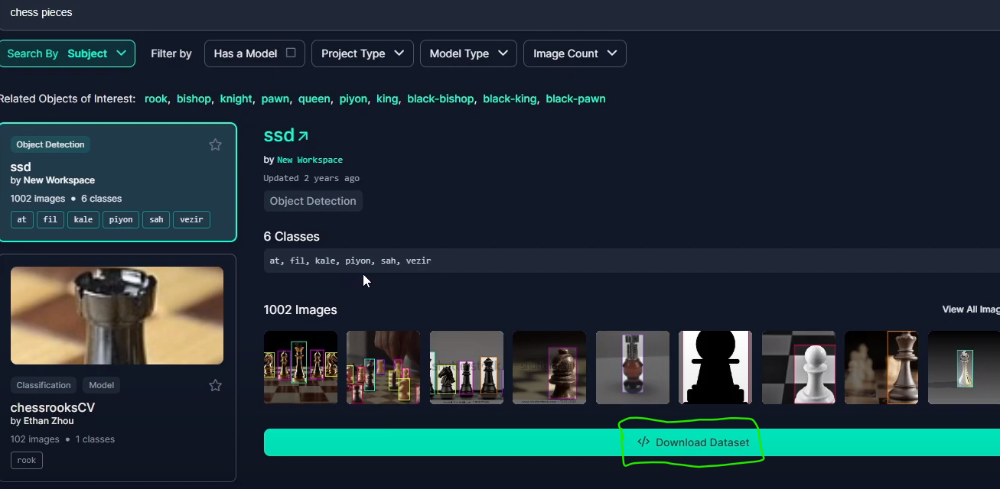 chess pieces
Search By Subject
Filter by
Has a Model
Project Type
Model Type
Image Count
Related Objects of Interest: rook, bishop, knight, pawn, queen, piyon, king, black-bishop, black-king, black-pawn
Object Detection
ssd
by New Workspace
1002 images • 6 classes
at fil kale piyon sah vezir
Classification Model
chessrooksCV
by Ethan Zhou
102 images • 1 classes
rook
ssd
by New Workspace
Updated 2 years ago
Object Detection
6 Classes
at, fil, kale, piyon, sah, vezir
1002 Images
View All Imag
</> Download Dataset